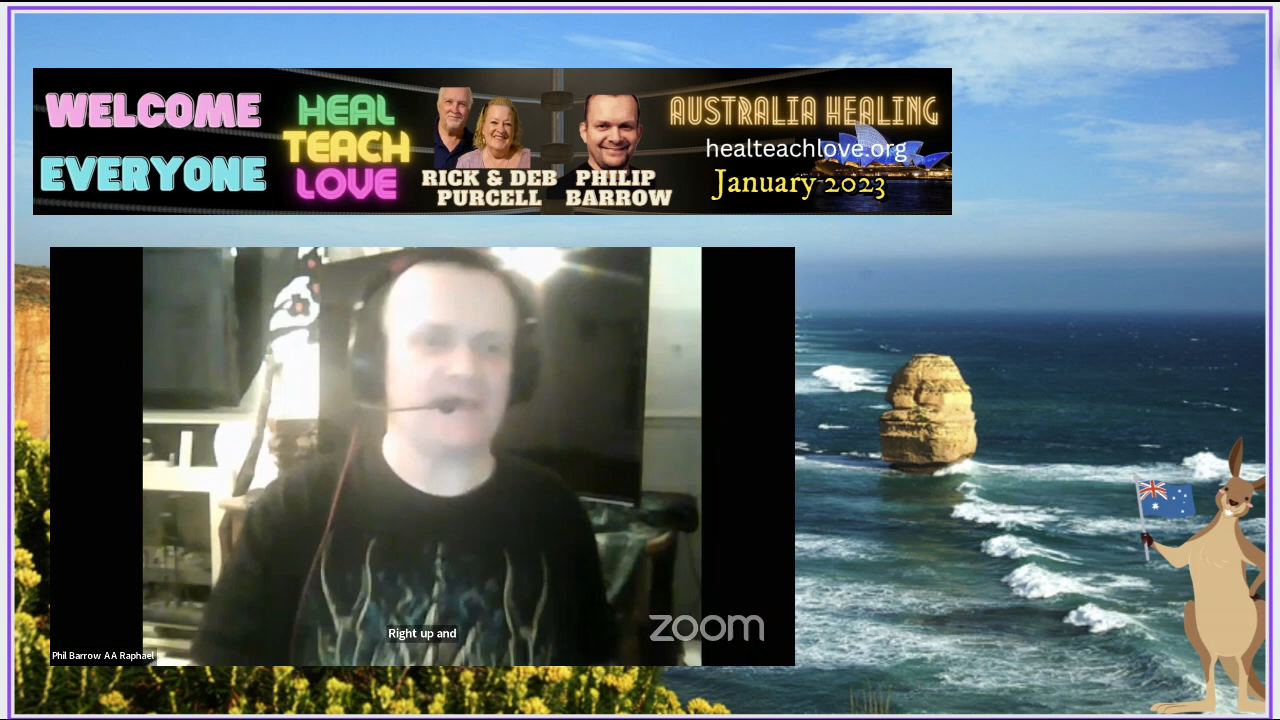 WELCOME
EVERYONE
HEAL
TEACH
LOVE
RICK & DEB
PURCELL
PHILIP
BARROW
AUSTRALIA HEALING
healteachlove.org
January 2023
Right up and
zoom
Phil Barrow A A Raphael